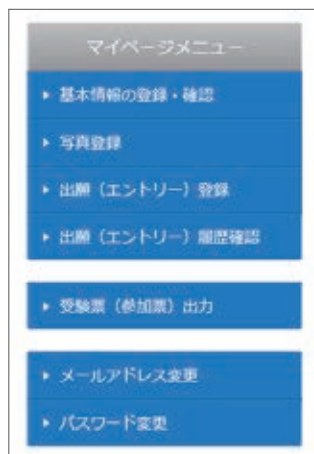 マイページメニュー
基本情報の登録・確認
写真登録
出願（エントリー）登録
出願（エントリー）履歴確認
受験票（参加票）出力
メールアドレス変更
パスワード変更